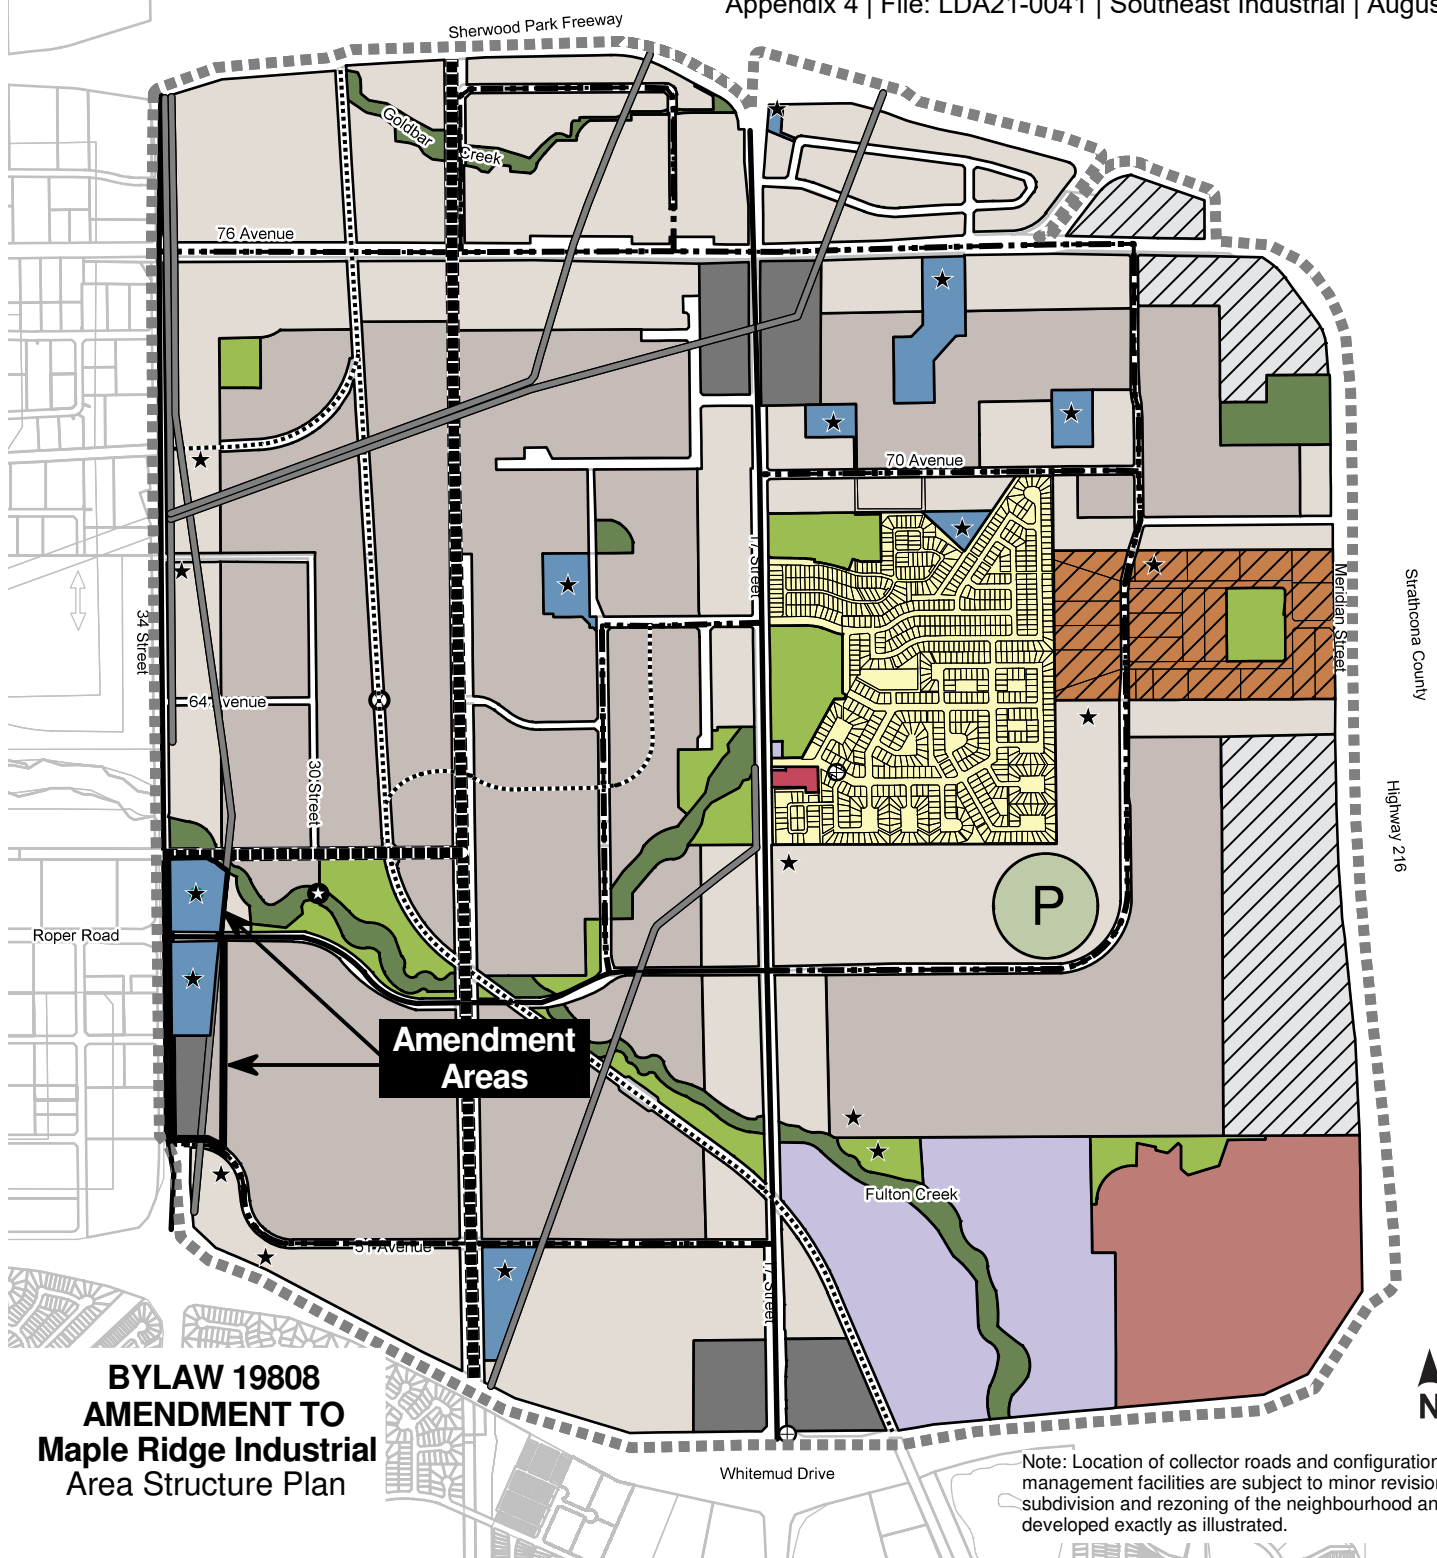 Appendix 4 | File: LDA21-0041 | Southeast Industrial | Augus
Sherwood Park Freeway
Goldbar
Creek
76 Avenue
70 Avenue
17 Street
34 Street
Meridian Street
Strathcona County
64 Avenue
30 Street
Highway 216
P
Roper Road
Amendment
Areas
Fulton Creek
51 Avenue
17 Street
BYLAW 19808
AMENDMENT TO
Maple Ridge Industrial
Area Structure Plan
N
Whitemud Drive
Note: Location of collector roads and configuration
management facilities are subject to minor revision
subdivision and rezoning of the neighbourhood an
developed exactly as illustrated.